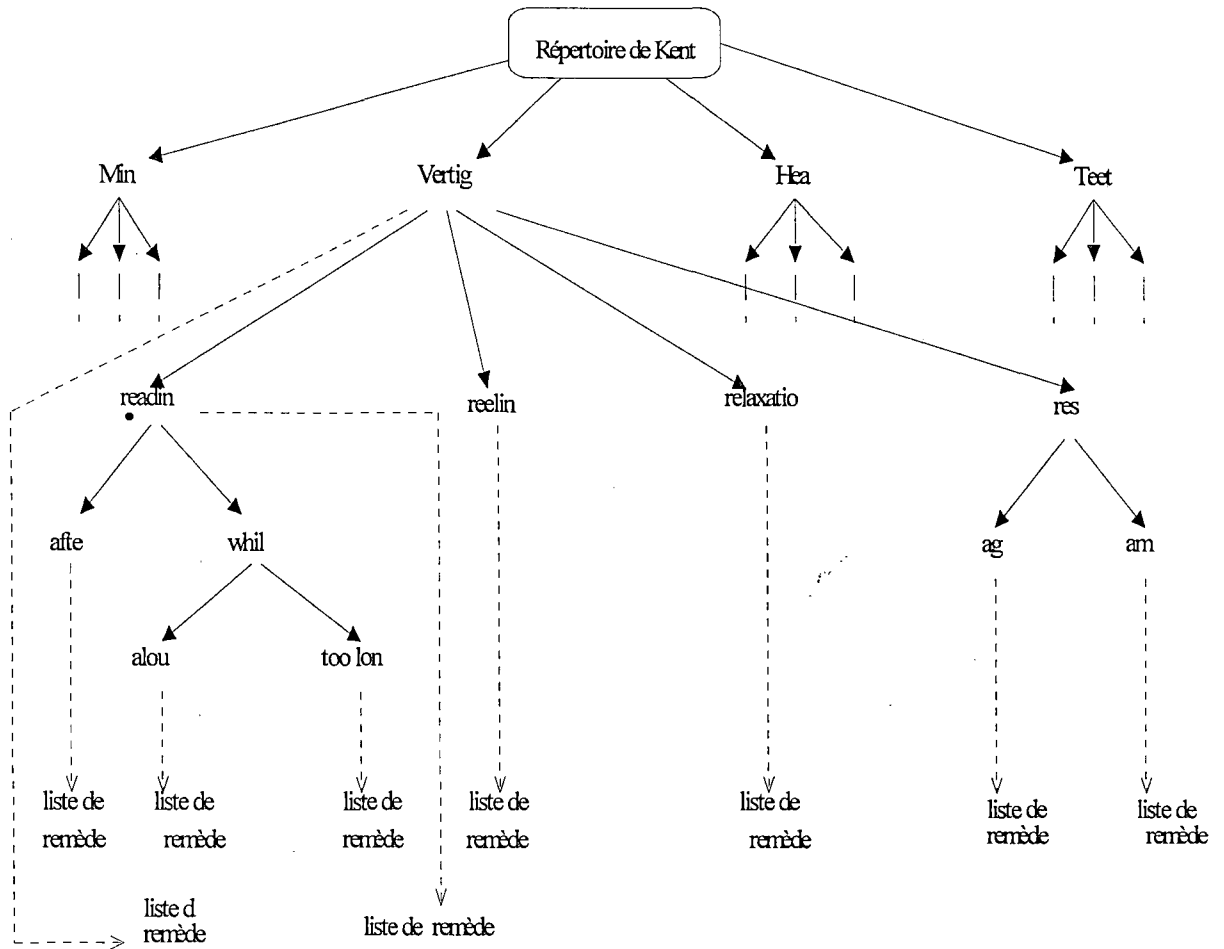 Répertoire de Kent
Min
Vertig
Hea
Teet
readin
reelin
relaxatio
res
afte
whil
ag
am
alou
too lon
liste de
remède
liste de
remède
liste de
remède
liste de
remède
liste de
remède
liste de
remède
liste de
remède
liste d
remède
liste de remède